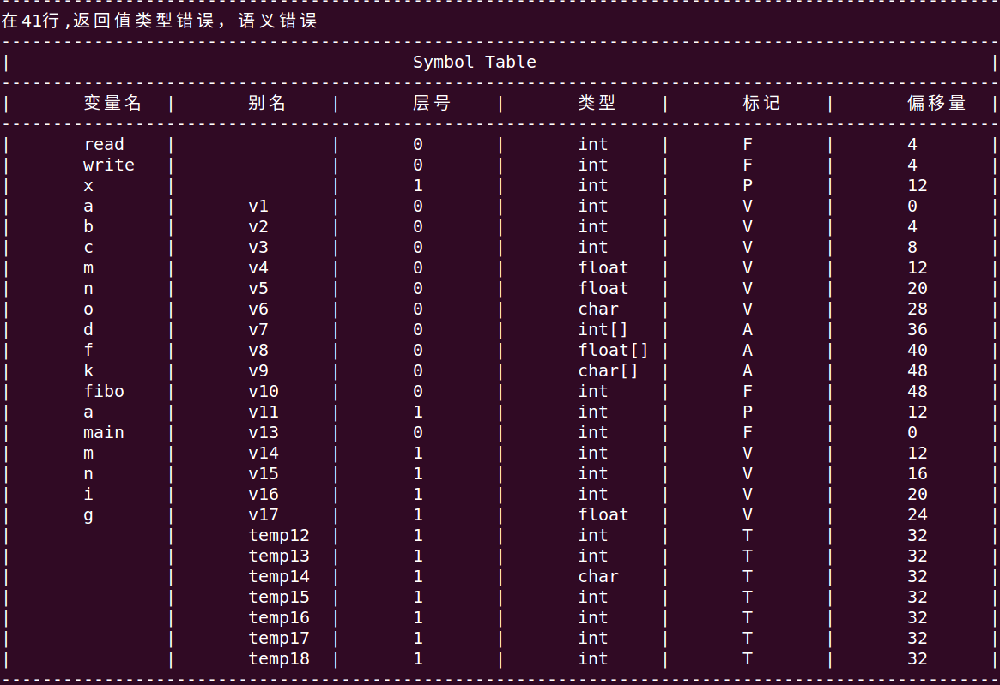 在41行,返回值类型错误，语义错误
| Symbol Table |
| 变量名 | 别名 | 层号 | 类型 | 标记 | 偏移量 |
| read | | 0 | int | F | 4 |
| write | | 0 | int | F | 4 |
| x | | 1 | int | P | 12 |
| a | v1 | 0 | int | V | 0 |
| b | v2 | 0 | int | V | 4 |
| c | v3 | 0 | int | V | 8 |
| m | v4 | 0 | float | V | 12 |
| n | v5 | 0 | float | V | 20 |
| o | v6 | 0 | char | V | 28 |
| d | v7 | 0 | int[] | A | 36 |
| f | v8 | 0 | float[] | A | 40 |
| k | v9 | 0 | char[] | A | 48 |
| fibo | v10 | 0 | int | F | 48 |
| a | v11 | 1 | int | P | 12 |
| main | v13 | 0 | int | F | 0 |
| m | v14 | 1 | int | V | 12 |
| n | v15 | 1 | int | V | 16 |
| i | v16 | 1 | int | V | 20 |
| g | v17 | 1 | float | V | 24 |
| | temp12 | 1 | int | T | 32 |
| | temp13 | 1 | int | T | 32 |
| | temp14 | 1 | char | T | 32 |
| | temp15 | 1 | int | T | 32 |
| | temp16 | 1 | int | T | 32 |
| | temp17 | 1 | int | T | 32 |
| | temp18 | 1 | int | T | 32 |